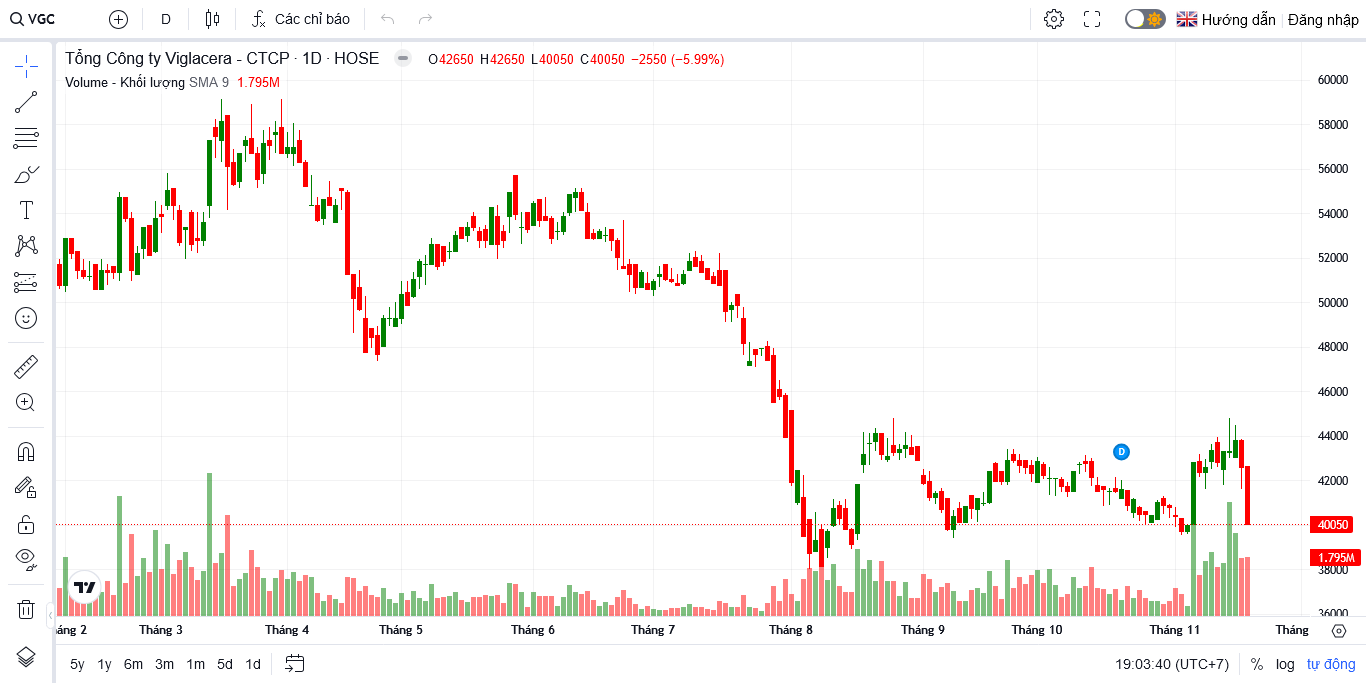 VGC D Các chỉ báo Hướng dẫn Đăng nhập
Tổng Công ty Viglacera - CTCP · 1D · HOSE O42650 H42650 L40050 C40050 −2550 (−5.99%)
Volume - Khối lượng SMA 9 1.795M
60000
58000
56000
54000
52000
50000
48000
46000
44000
D
42000
40050
1.795M
38000
36000
áng 2 Tháng 3 Tháng 4 Tháng 5 Tháng 6 Tháng 7 Tháng 8 Tháng 9 Tháng 10 Tháng 11 Tháng
5y 1y 6m 3m 1m 5d 1d 19:03:40 (UTC+7) % log tự động